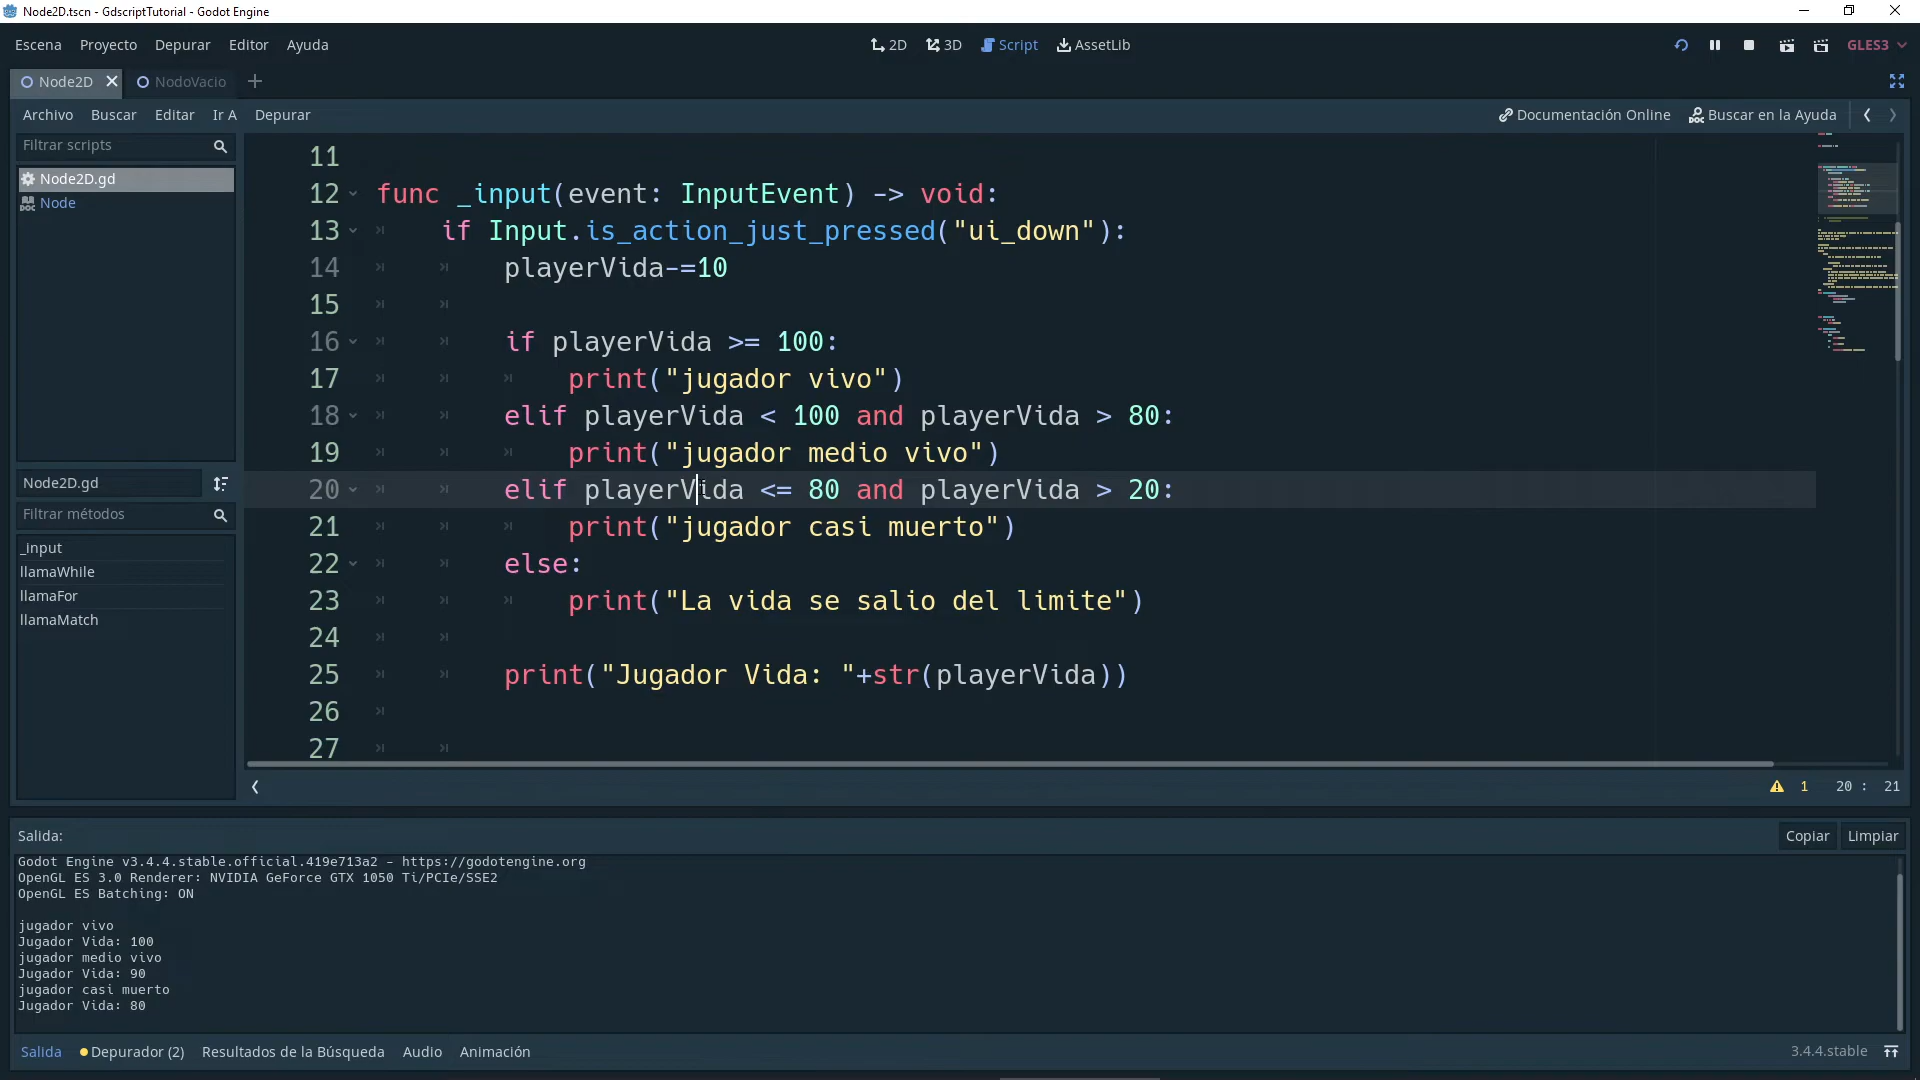 Node2D.tscn - GdscriptTutorial - Godot Engine
Escena Proyecto Depurar Editor Ayuda
2D 3D Script AssetLib
GLES3
Node2D NodoVacio
Archivo Buscar Editar Ir A Depurar
Documentación Online Buscar en la Ayuda
Filtrar scripts
Node2D.gd
Node
Node2D.gd
Filtrar métodos
_input
llamaWhile
llamaFor
llamaMatch
11
12 func _input(event: InputEvent) -> void:
13 if Input.is_action_just_pressed("ui_down"):
14 playerVida-=10
15
16 if playerVida >= 100:
17 print("jugador vivo")
18 elif playerVida < 100 and playerVida > 80:
19 print("jugador medio vivo")
20 elif playerVida <= 80 and playerVida > 20:
21 print("jugador casi muerto")
22 else:
23 print("La vida se salio del limite")
24
25 print("Jugador Vida: "+str(playerVida))
26
27
1 20 : 21
Salida:
Copiar Limpiar
Godot Engine v3.4.4.stable.official.419e713a2 - https://godotengine.org
OpenGL ES 3.0 Renderer: NVIDIA GeForce GTX 1050 Ti/PCIe/SSE2
OpenGL ES Batching: ON
jugador vivo
Jugador Vida: 100
jugador medio vivo
Jugador Vida: 90
jugador casi muerto
Jugador Vida: 80
Salida Depurador (2) Resultados de la Búsqueda Audio Animación
3.4.4.stable